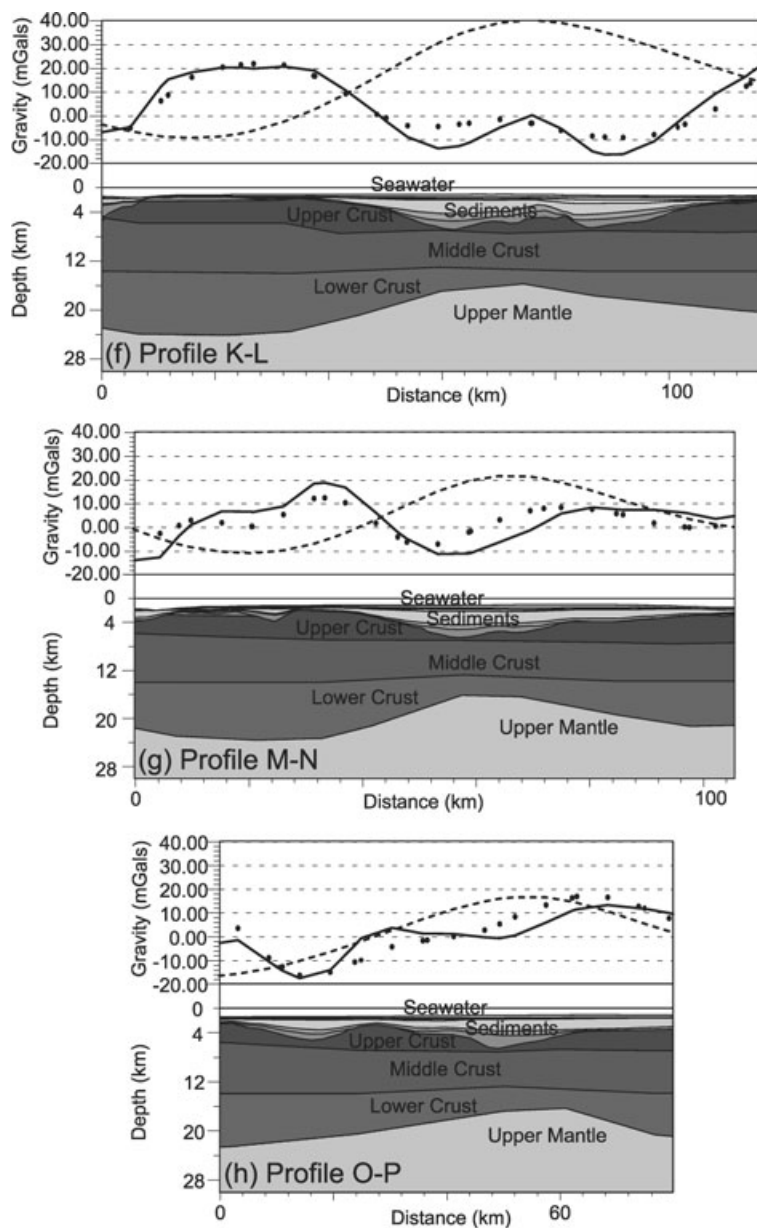 40.00
30.00
20.00
10.00
0.00
-10.00
-20.00
Gravity (mGals)
0
4
12
20
28
Depth (km)
Seawater
Sediments
Upper Crust
Middle Crust
Lower Crust
Upper Mantle
(f) Profile K-L
0
100
Distance (km)
40.00
30.00
20.00
10.00
0.00
-10.00
-20.00
Gravity (mGals)
0
4
12
20
28
Depth (km)
Seawater
Sediments
Upper Crust
Middle Crust
Lower Crust
Upper Mantle
(g) Profile M-N
0
100
Distance (km)
40.00
30.00
20.00
10.00
0.00
-10.00
-20.00
Gravity (mGals)
0
4
12
20
28
Depth (km)
Seawater
Sediments
Upper Crust
Middle Crust
Lower Crust
Upper Mantle
(h) Profile O-P
0
60
Distance (km)